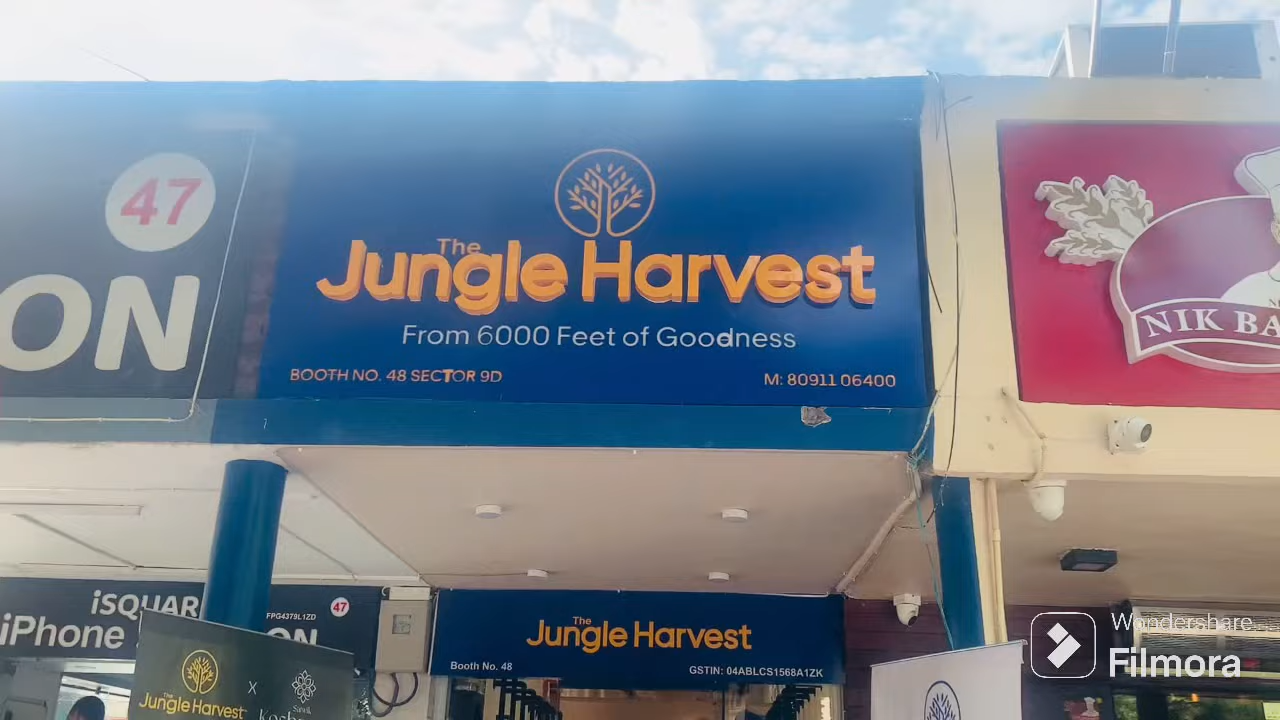 47
ON
The
Jungle Harvest
From 6000 Feet of Goodness
BOOTH NO. 48 SECTOR 9D
M: 80911 06400
NIK BA
iSQUAR
iPhone
47
FPG4379L1ZD
ON
The
Jungle Harvest
Booth No. 48
GSTIN: 04ABLCS1568A1ZK
The
Jungle Harvest
X
Wondershare
Filmora